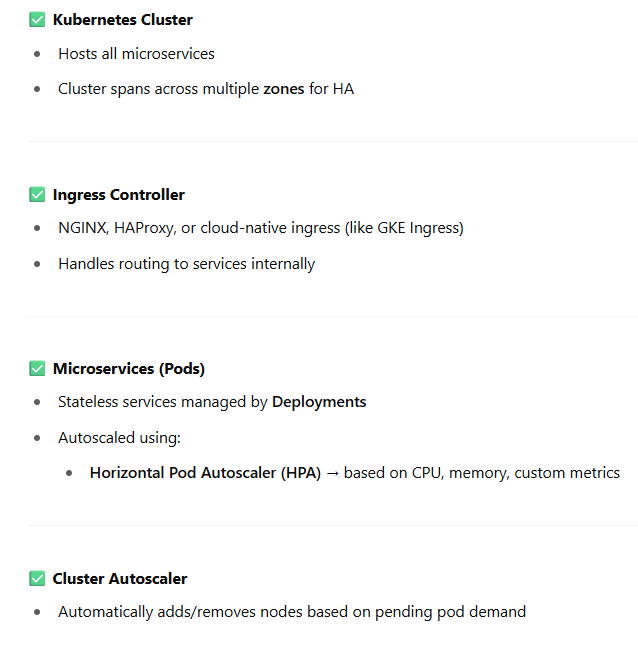 ✅ Kubernetes Cluster
• Hosts all microservices
• Cluster spans across multiple zones for HA
✅ Ingress Controller
• NGINX, HAProxy, or cloud-native ingress (like GKE Ingress)
• Handles routing to services internally
✅ Microservices (Pods)
• Stateless services managed by Deployments
• Autoscaled using:
• Horizontal Pod Autoscaler (HPA) → based on CPU, memory, custom metrics
✅ Cluster Autoscaler
• Automatically adds/removes nodes based on pending pod demand